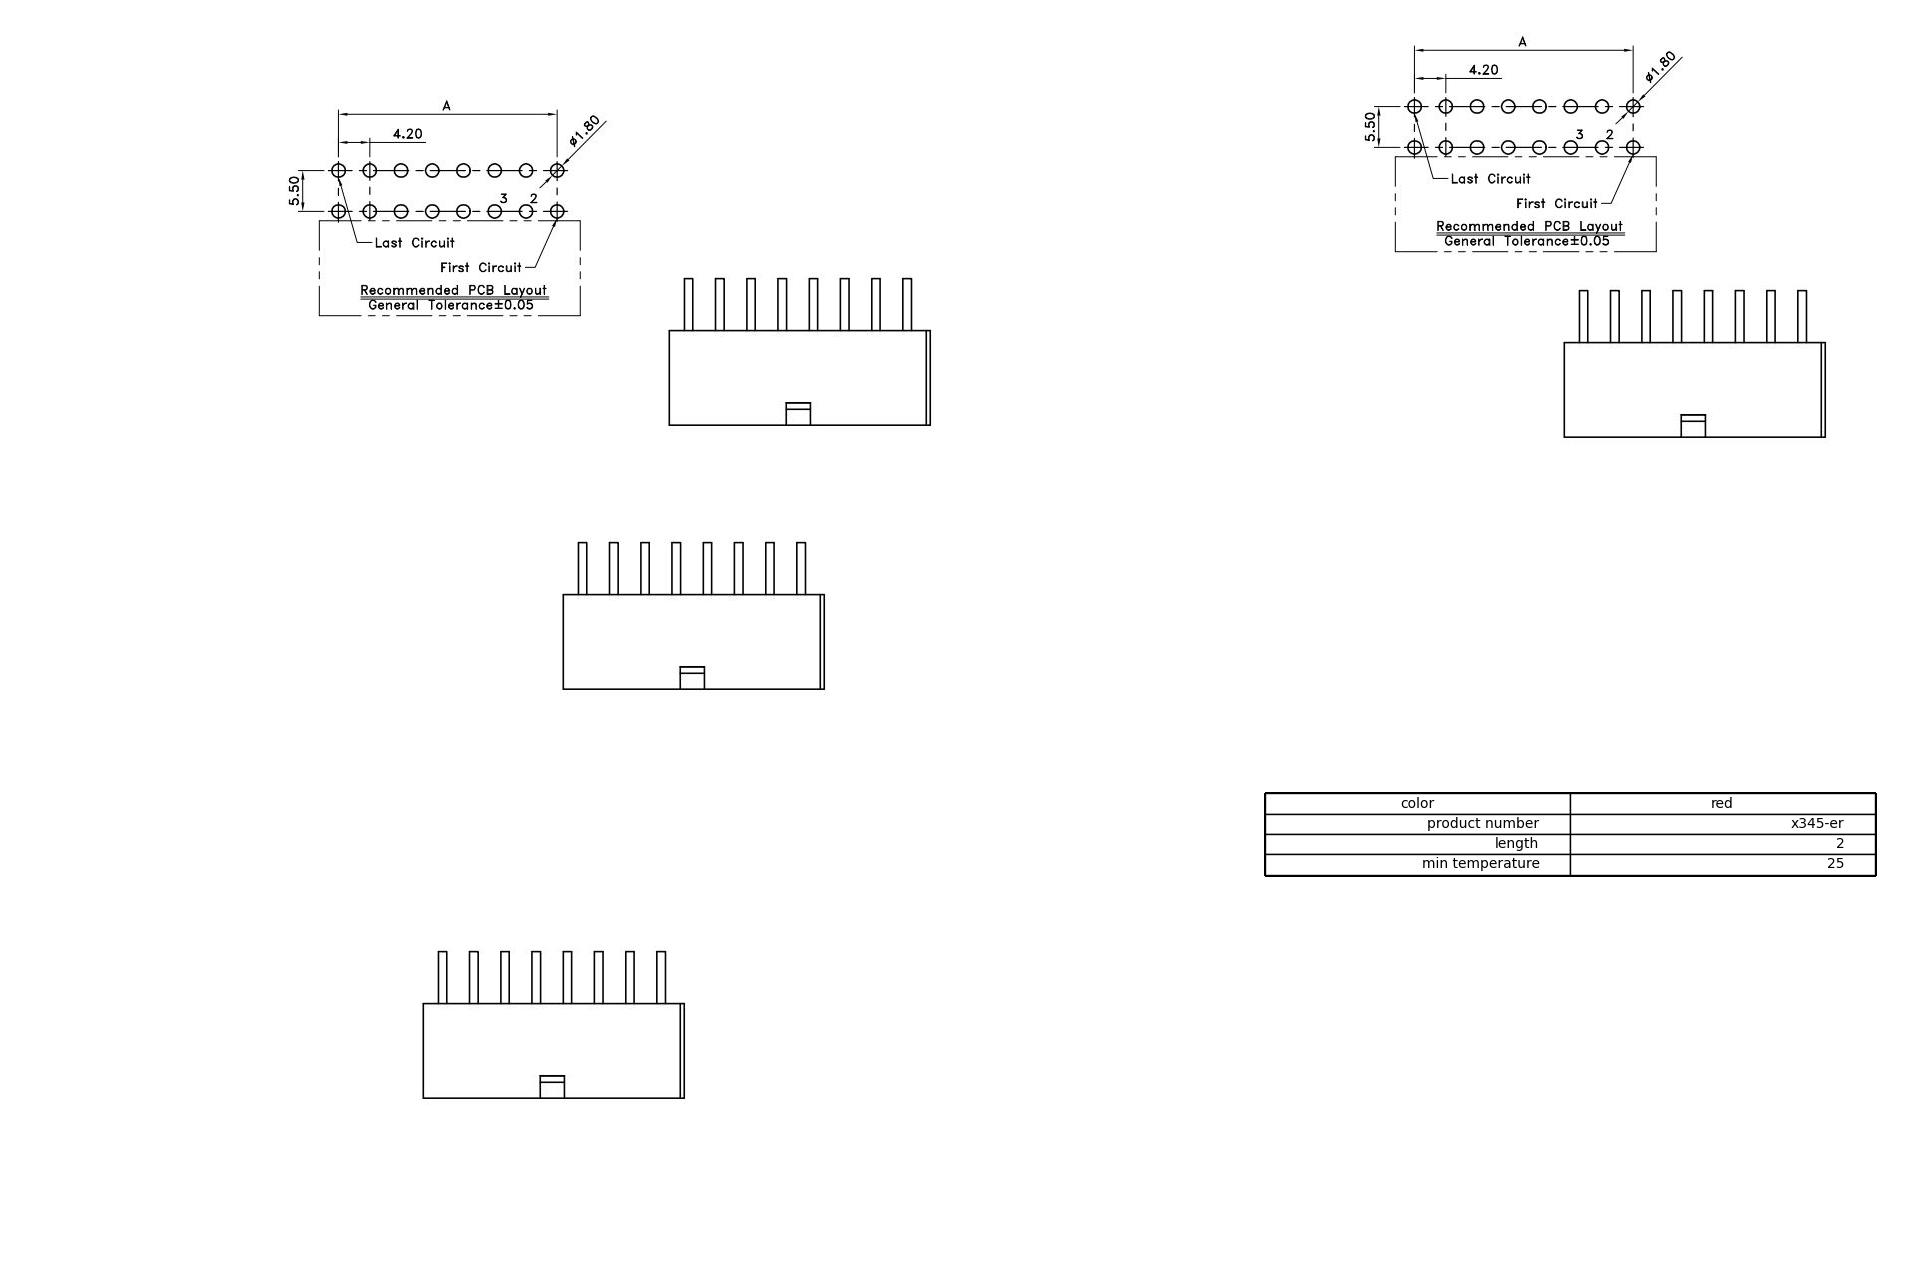 A
4.20
ø1.80
5.50
3 2
Last Circuit
First Circuit
Recommended PCB Layout
General Tolerance±0.05
A
4.20
ø1.80
5.50
3 2
Last Circuit
First Circuit
Recommended PCB Layout
General Tolerance±0.05
color red
product number x345-er
length 2
min temperature 25